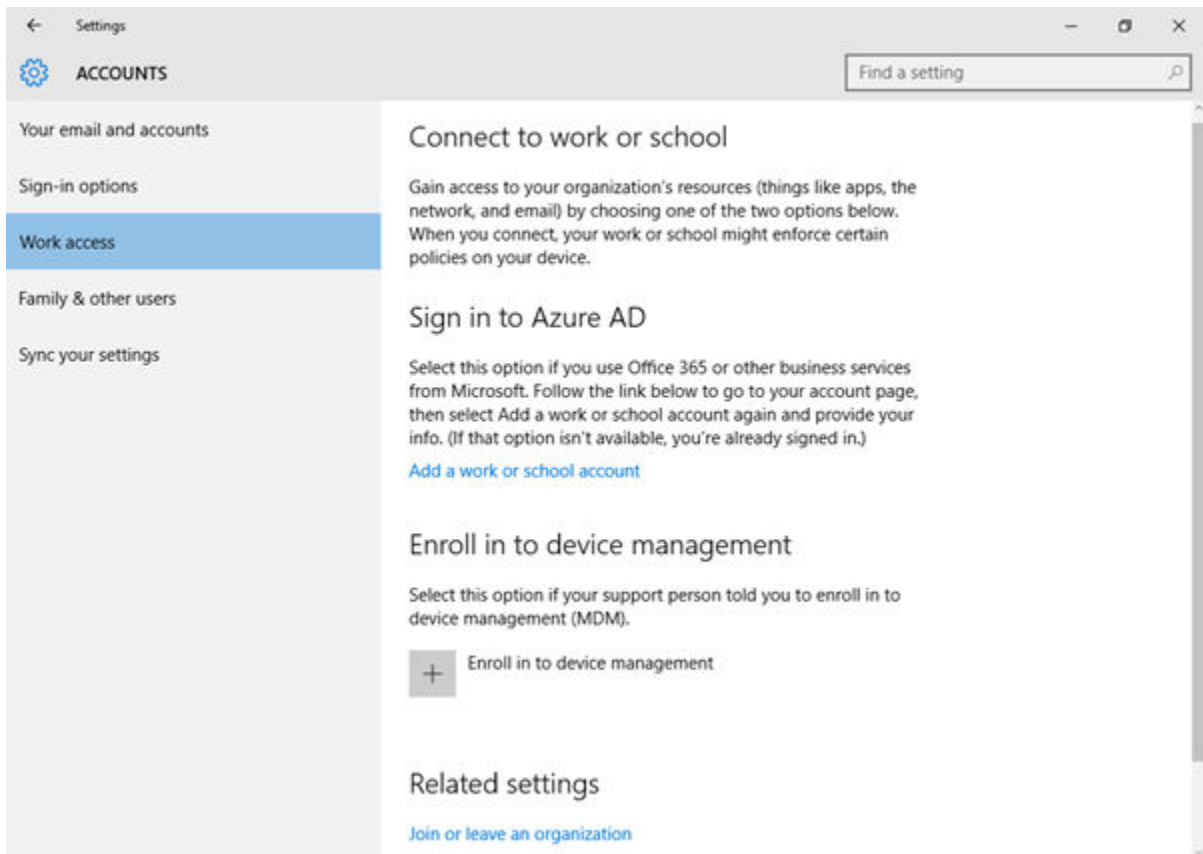 Settings
ACCOUNTS
Find a setting
Your email and accounts
Sign-in options
Work access
Family & other users
Sync your settings
Connect to work or school
Gain access to your organization's resources (things like apps, the
network, and email) by choosing one of the two options below.
When you connect, your work or school might enforce certain
policies on your device.
Sign in to Azure AD
Select this option if you use Office 365 or other business services
from Microsoft. Follow the link below to go to your account page,
then select Add a work or school account again and provide your
info. (If that option isn't available, you're already signed in.)
Add a work or school account
Enroll in to device management
Select this option if your support person told you to enroll in to
device management (MDM).
Enroll in to device management
Related settings
Join or leave an organization